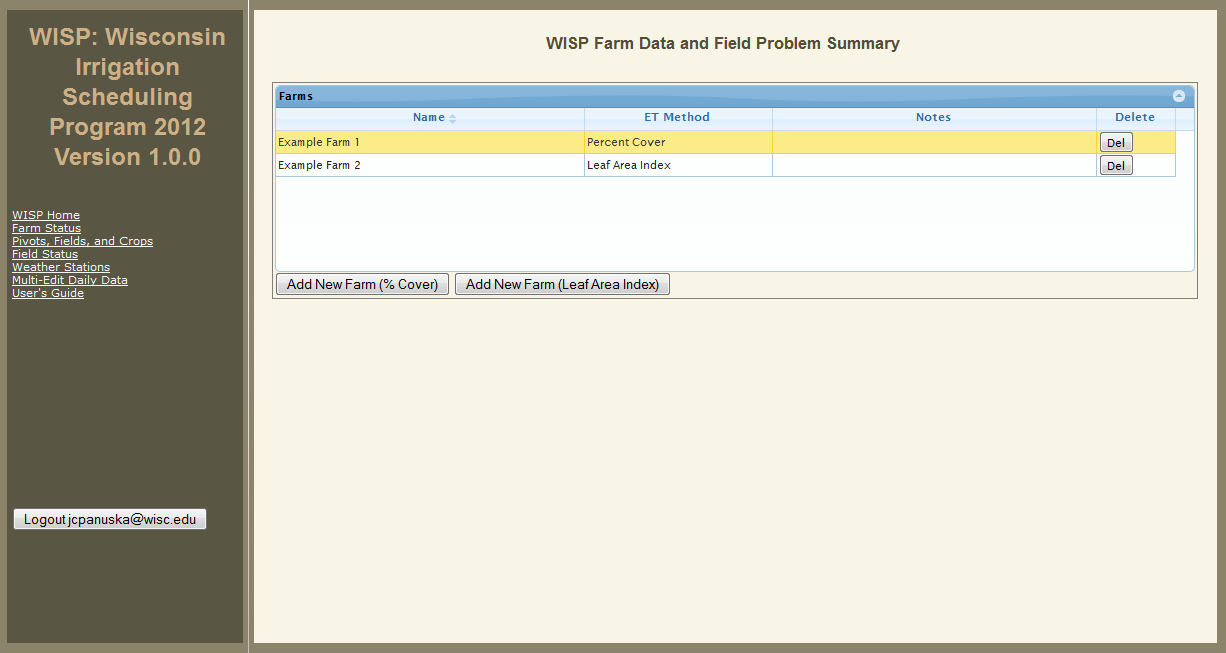 WISP: Wisconsin
Irrigation
Scheduling
Program 2012
Version 1.0.0
WISP Home
Farm Status
Pivots, Fields, and Crops
Field Status
Weather Stations
Multi-Edit Daily Data
User's Guide
Logout jcpanuska@wisc.edu
WISP Farm Data and Field Problem Summary
Farms
Name ET Method Notes Delete
Example Farm 1 Percent Cover Del
Example Farm 2 Leaf Area Index Del
Add New Farm (% Cover) Add New Farm (Leaf Area Index)